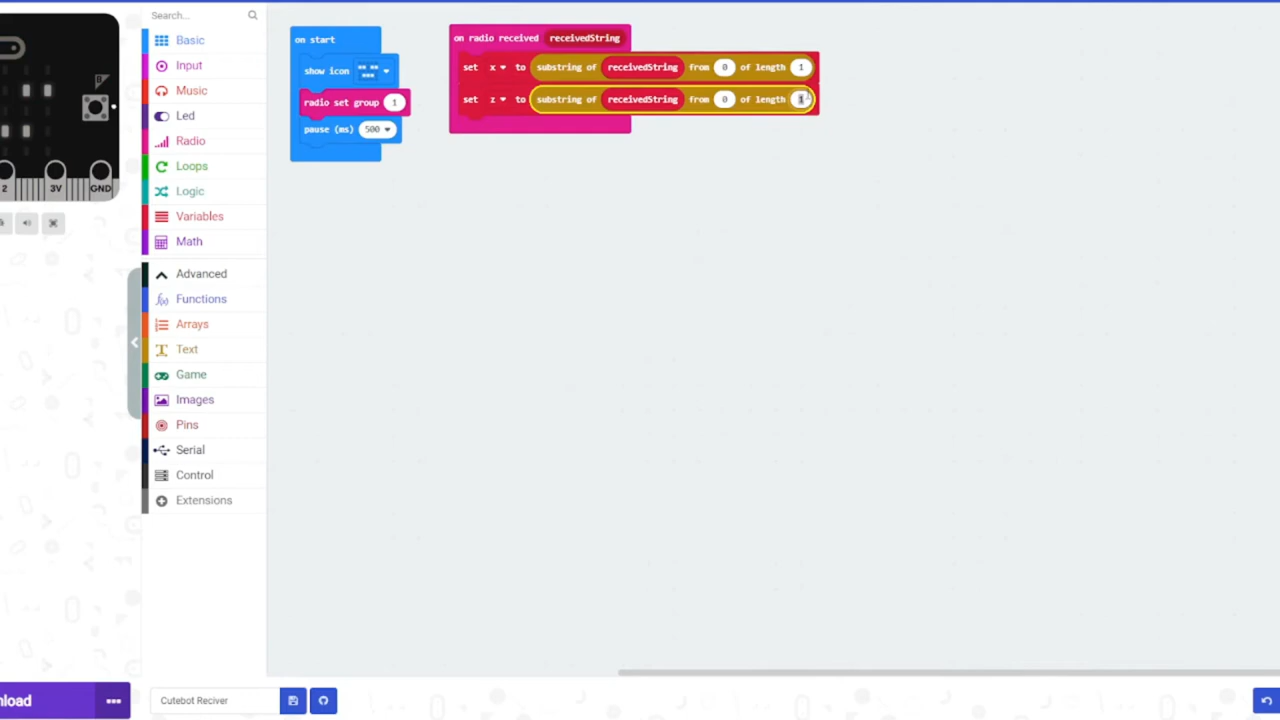 Search...
Basic
Input
Music
Led
Radio
Loops
Logic
Variables
Math
Advanced
Functions
Arrays
Text
Game
Images
Pins
Serial
Control
Extensions
B
2 3V GND
on start
show icon
radio set group 1
pause (ms) 500
on radio received receivedString
set x to substring of receivedString from 0 of length 1
set z to substring of receivedString from 0 of length 1
nload
Cutebot Reciver